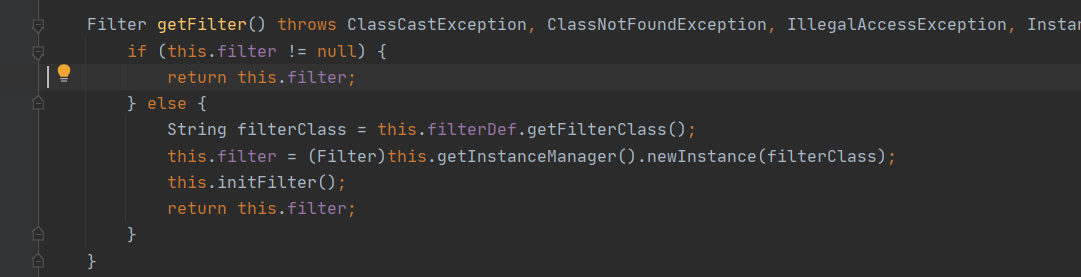 Filter getFilter() throws ClassCastException, ClassNotFoundException, IllegalAccessException,
if (this.filter != null) {
return this.filter;
} else {
String filterClass = this.filterDef.getFilterClass();
this.filter = (Filter)this.getInstanceManager().newInstance(filterClass);
this.initFilter();
return this.filter;
}
}